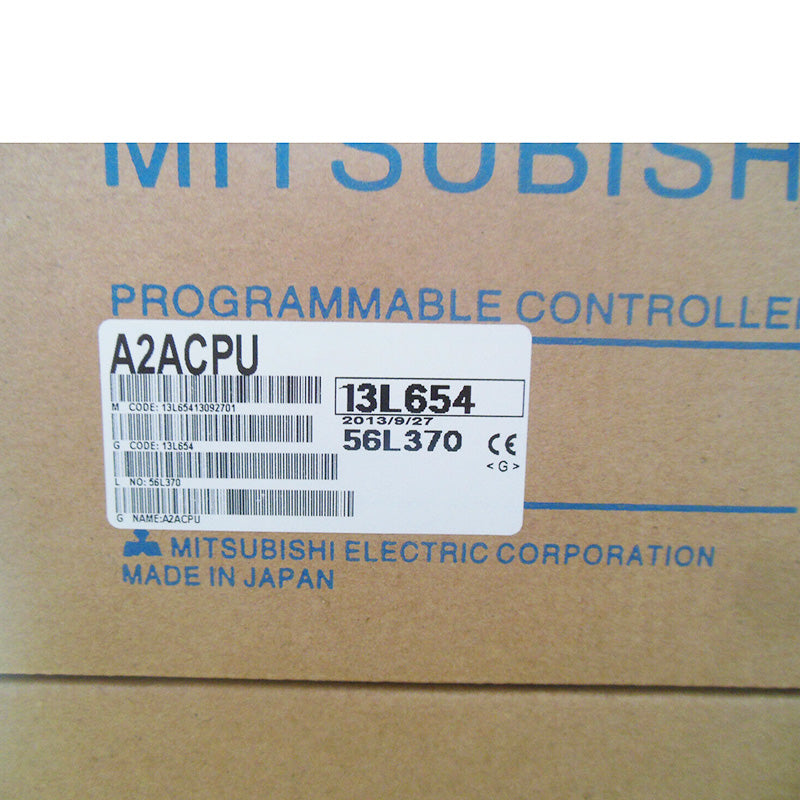 MITSUBISH
PROGRAMMABLE CONTROLLE
A2ACPU
M CODE: 13L65413092701
13L654
2013/9/27
G CODE: 13L654
56L370
CE
<G>
L NO: 56L370
G NAME:A2ACPU
MITSUBISHI ELECTRIC CORPORATION
MADE IN JAPAN